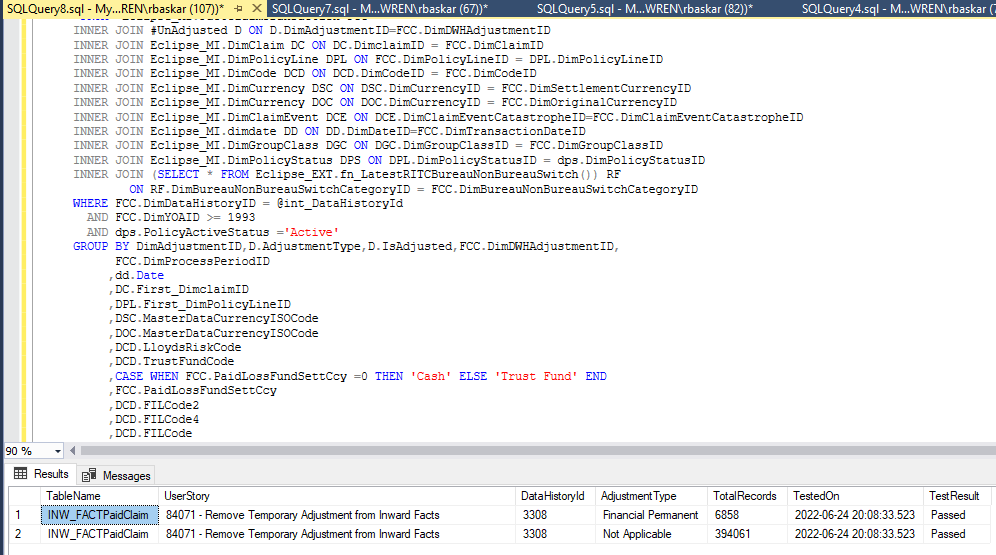 SQLQuery8.sql - My...REN\rbaskar (107))* SQLQuery7.sql - M...WREN\rbaskar (67))* SQLQuery5.sql - M...WREN\rbaskar (82))* SQLQuery4.sql - M...WREN\rbaskar
INNER JOIN #UnAdjusted D ON D.DimAdjustmentID=FCC.DimDWHAdjustmentID
INNER JOIN Eclipse_MI.DimClaim DC ON DC.DimclaimID = FCC.DimClaimID
INNER JOIN Eclipse_MI.DimPolicyLine DPL ON FCC.DimPolicyLineID = DPL.DimPolicyLineID
INNER JOIN Eclipse_MI.DimCode DCD ON DCD.DimCodeID = FCC.DimCodeID
INNER JOIN Eclipse_MI.DimCurrency DSC ON DSC.DimCurrencyID = FCC.DimSettlementCurrencyID
INNER JOIN Eclipse_MI.DimCurrency DOC ON DOC.DimCurrencyID = FCC.DimOriginalCurrencyID
INNER JOIN Eclipse_MI.DimClaimEvent DCE ON DCE.DimClaimEventCatastropheID=FCC.DimClaimEventCatastropheID
INNER JOIN Eclipse_MI.dimdate DD ON DD.DimDateID=FCC.DimTransactionDateID
INNER JOIN Eclipse_MI.DimGroupClass DGC ON DGC.DimGroupClassID = FCC.DimGroupClassID
INNER JOIN Eclipse_MI.DimPolicyStatus DPS ON DPL.DimPolicyStatusID = dps.DimPolicyStatusID
INNER JOIN (SELECT * FROM Eclipse_EXT.fn_LatestRITCBureauNonBureauSwitch()) RF
ON RF.DimBureauNonBureauSwitchCategoryID = FCC.DimBureauNonBureauSwitchCategoryID
WHERE FCC.DimDataHistoryID = @int_DataHistoryId
AND FCC.DimYOAID >= 1993
AND dps.PolicyActiveStatus ='Active'
GROUP BY DimAdjustmentID,D.AdjustmentType,D.IsAdjusted,FCC.DimDWHAdjustmentID,
FCC.DimProcessPeriodID
,dd.Date
,DC.First_DimclaimID
,DPL.First_DimPolicyLineID
,DSC.MasterDataCurrencyISOCode
,DOC.MasterDataCurrencyISOCode
,DCD.LloydsRiskCode
,DCD.TrustFundCode
,CASE WHEN FCC.PaidLossFundSettCcy =0 THEN 'Cash' ELSE 'Trust Fund' END
,FCC.PaidLossFundSettCcy
,DCD.FILCode2
,DCD.FILCode4
,DCD.FILCode
90 %
Results Messages
TableName UserStory DataHistoryId AdjustmentType TotalRecords TestedOn TestResult
1 INW_FACTPaidClaim 84071 - Remove Temporary Adjustment from Inward Facts 3308 Financial Permanent 6858 2022-06-24 20:08:33.523 Passed
2 INW_FACTPaidClaim 84071 - Remove Temporary Adjustment from Inward Facts 3308 Not Applicable 394061 2022-06-24 20:08:33.523 Passed